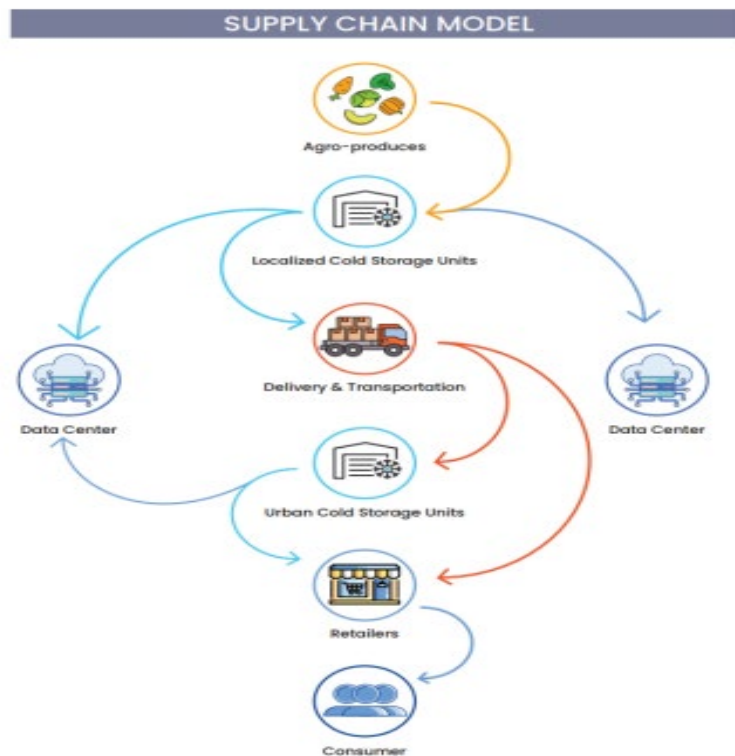 SUPPLY CHAIN MODEL
Agro-produces
Localized Cold Storage Units
Delivery & Transportation
Data Center
Data Center
Urban Cold Storage Units
Retailers
Consumer